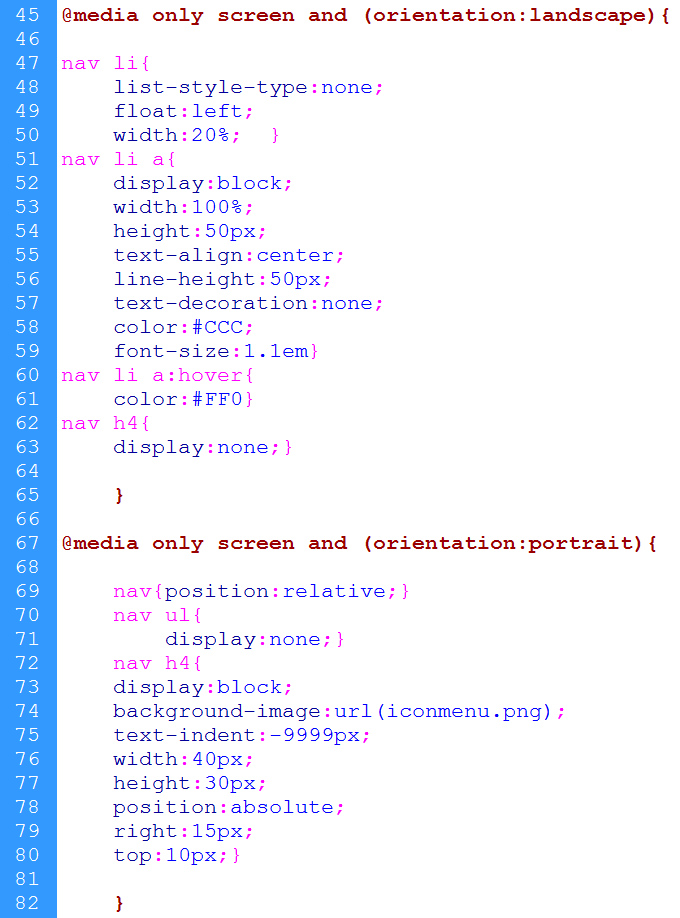 45 @media only screen and (orientation:landscape){
46
47 nav li{
48     list-style-type:none;
49     float:left;
50     width:20%;  }
51 nav li a{
52     display:block;
53     width:100%;
54     height:50px;
55     text-align:center;
56     line-height:50px;
57     text-decoration:none;
58     color:#CCC;
59     font-size:1.1em}
60 nav li a:hover{
61     color:#FF0}
62 nav h4{
63     display:none;}
64
65     }
66
67 @media only screen and (orientation:portrait){
68
69     nav{position:relative;}
70     nav ul{
71         display:none;}
72     nav h4{
73     display:block;
74     background-image:url(iconmenu.png);
75     text-indent:-9999px;
76     width:40px;
77     height:30px;
78     position:absolute;
79     right:15px;
80     top:10px;}
81
82     }